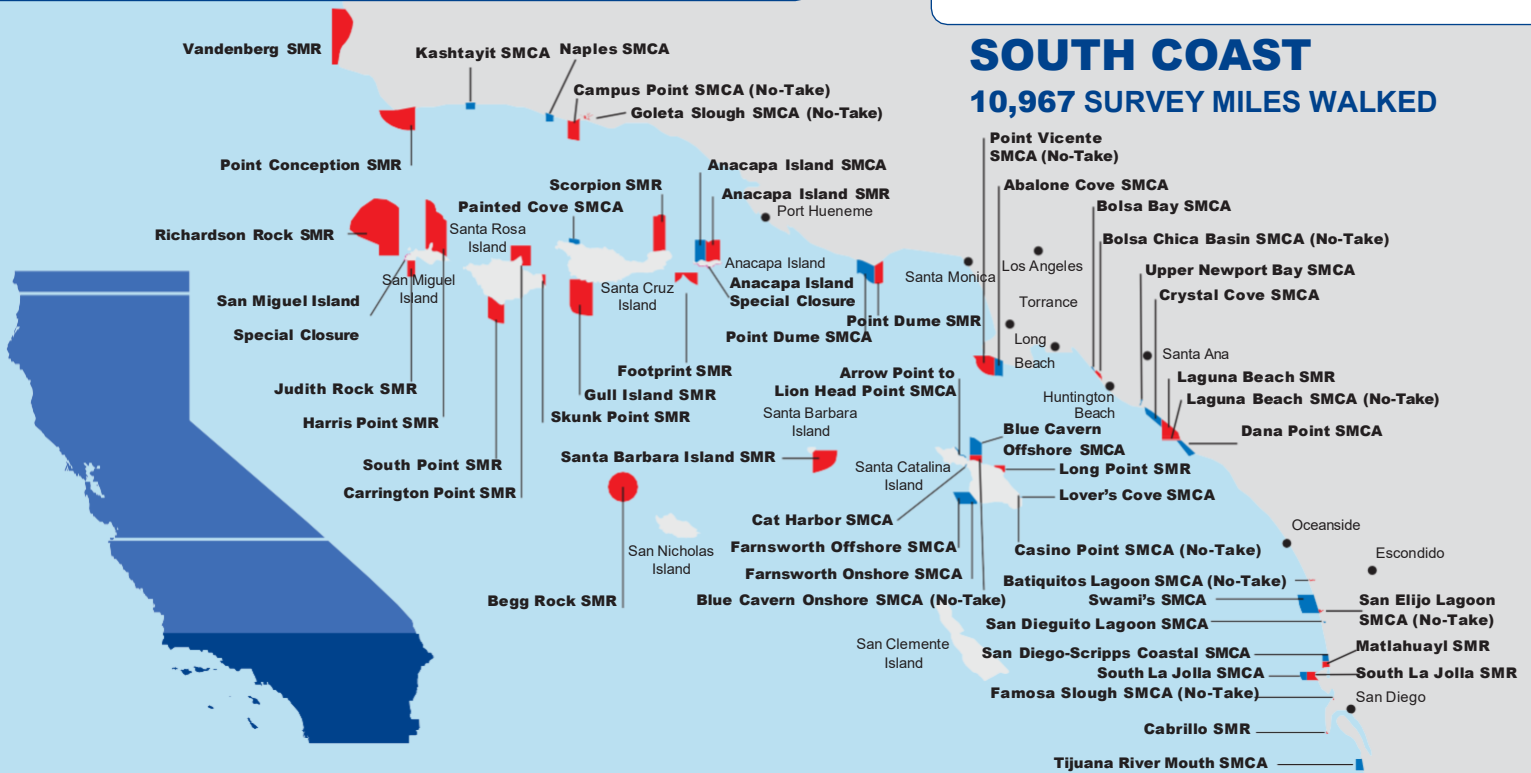 SOUTH COAST
10,967 SURVEY MILES WALKED
Vandenberg SMR
Kashtayit SMCA
Naples SMCA
Campus Point SMCA (No-Take)
Goleta Slough SMCA (No-Take)
Point Conception SMR
Point Vicente
SMCA (No-Take)
Anacapa Island SMCA
Abalone Cove SMCA
Scorpion SMR
Anacapa Island SMR
Painted Cove SMCA
Port Hueneme
Bolsa Bay SMCA
Richardson Rock SMR
Santa Rosa
Island
Bolsa Chica Basin SMCA (No-Take)
San Miguel
Island
Santa Cruz
Island
Anacapa Island
Anacapa Island
Special Closure
Santa Monica
Los Angeles
Upper Newport Bay SMCA
Crystal Cove SMCA
San Miguel Island
Special Closure
Torrance
Point Dume SMR
Point Dume SMCA
Long
Beach
Santa Ana
Footprint SMR
Arrow Point to
Lion Head Point SMCA
Laguna Beach SMR
Laguna Beach SMCA (No-Take)
Judith Rock SMR
Gull Island SMR
Huntington
Beach
Harris Point SMR
Skunk Point SMR
Santa Barbara
Island
Blue Cavern
Offshore SMCA
Dana Point SMCA
South Point SMR
Santa Barbara Island SMR
Santa Catalina
Island
Long Point SMR
Carrington Point SMR
Lover's Cove SMCA
Cat Harbor SMCA
Oceanside
San Nicholas
Island
Farnsworth Offshore SMCA
Casino Point SMCA (No-Take)
Escondido
Farnsworth Onshore SMCA
Batiquitos Lagoon SMCA (No-Take)
Begg Rock SMR
Blue Cavern Onshore SMCA (No-Take)
Swami's SMCA
San Elijo Lagoon
SMCA (No-Take)
San Dieguito Lagoon SMCA
San Clemente
Island
San Diego-Scripps Coastal SMCA
Matlahuayl SMR
South La Jolla SMCA
South La Jolla SMR
Famosa Slough SMCA (No-Take)
San Diego
Cabrillo SMR
Tijuana River Mouth SMCA